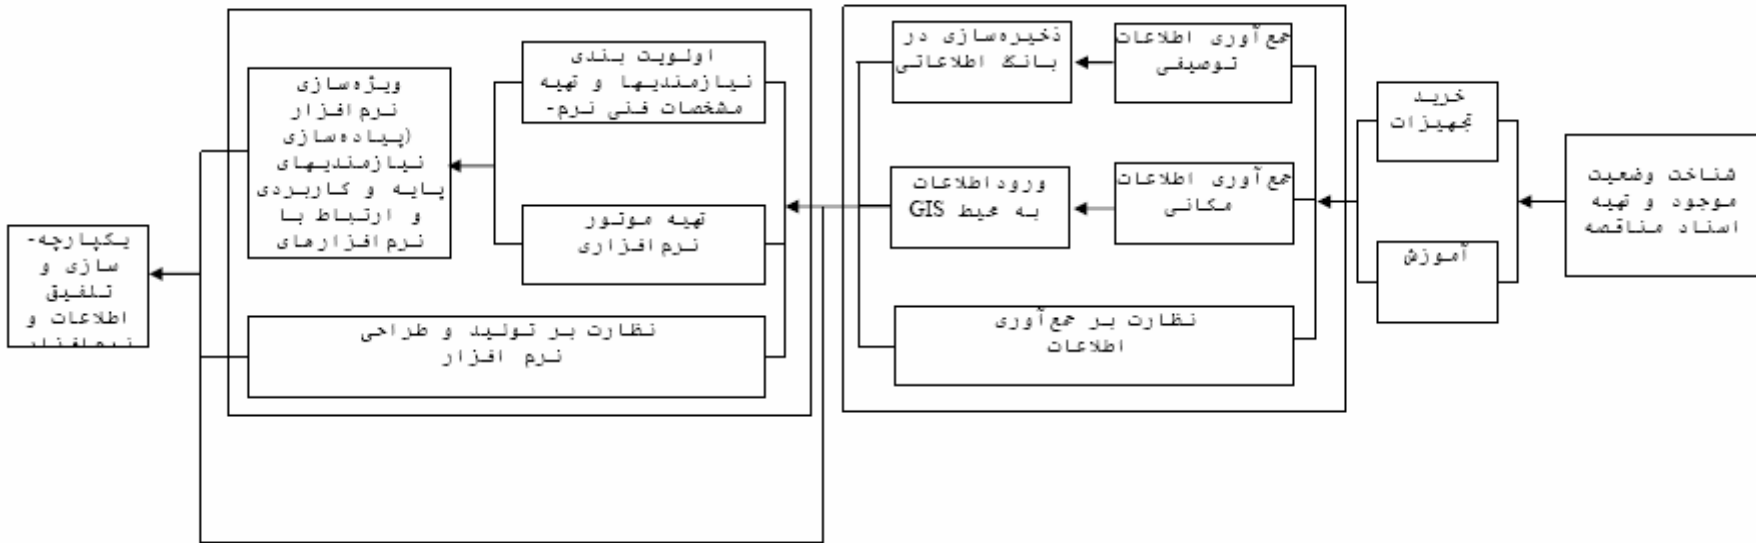 شناخت وضعیت
موجود و تهیه
اسناد مناقصه
خرید
تجهیزات
آموزش
جمع‌آوری اطلاعات
توصیفی
ذخیره‌سازی در
بانک اطلاعاتی
جمع‌آوری اطلاعات
مکانی
ورود اطلاعات
به محیط GIS
نظارت بر جمع‌آوری
اطلاعات
اولویت بندی
نیازمندیها و تهیه
مشخصات فنی نرم-
تهیه موتور
نرم‌افزاری
ویژه‌سازی
نرم‌افزار
(پیاده‌سازی
نیازمندیهای
پایه و کاربردی
و ارتباط با
نرم‌افزارهای
نظارت بر تولید و طراحی
نرم افزار
یکپارچه-
سازی و
تلفیق
اطلاعات و
نرم‌افزار